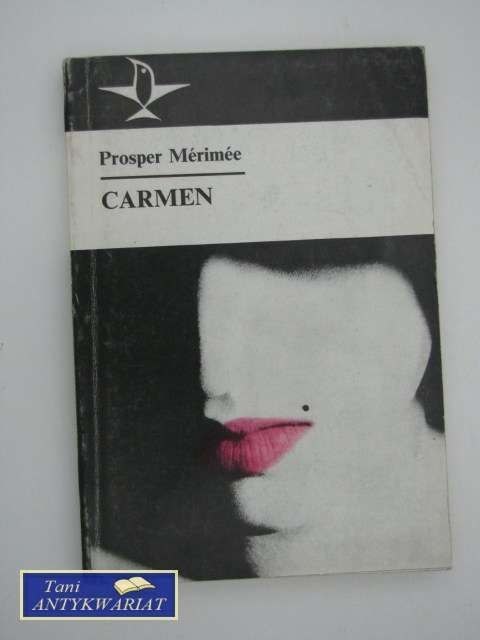 Prosper Mérimée
CARMEN
Tani
ANTYKWARIAT